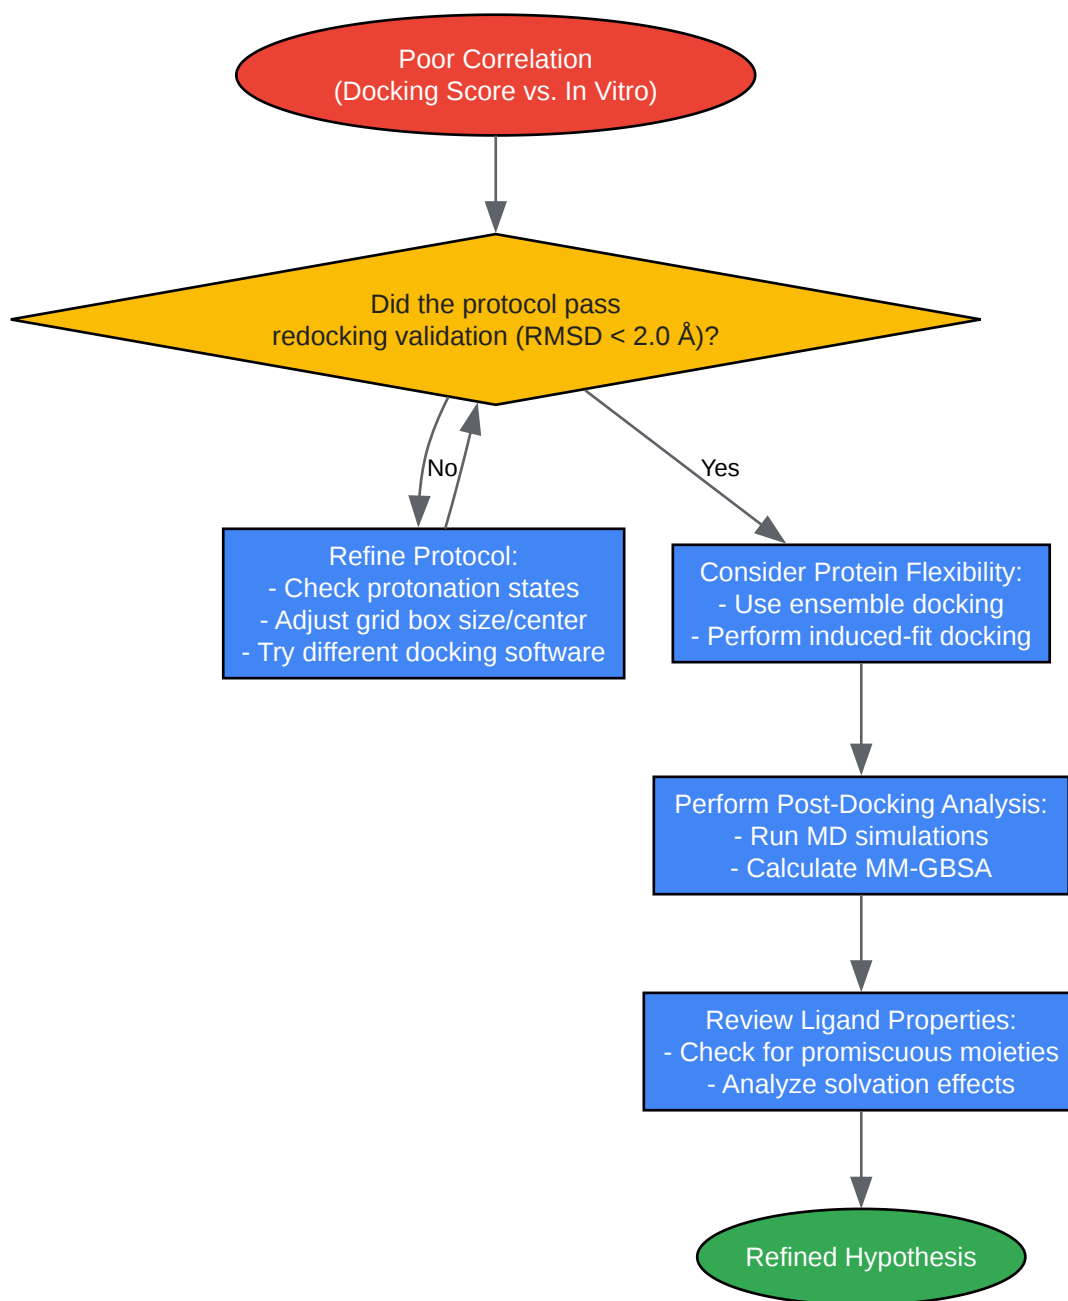 Poor Correlation
(Docking Score vs. In Vitro)
Did the protocol pass
redocking validation (RMSD < 2.0 Å)?
No
Yes
Refine Protocol:
- Check protonation states
- Adjust grid box size/center
- Try different docking software
Consider Protein Flexibility:
- Use ensemble docking
- Perform induced-fit docking
Perform Post-Docking Analysis:
- Run MD simulations
- Calculate MM-GBSA
Review Ligand Properties:
- Check for promiscuous moieties
- Analyze solvation effects
Refined Hypothesis